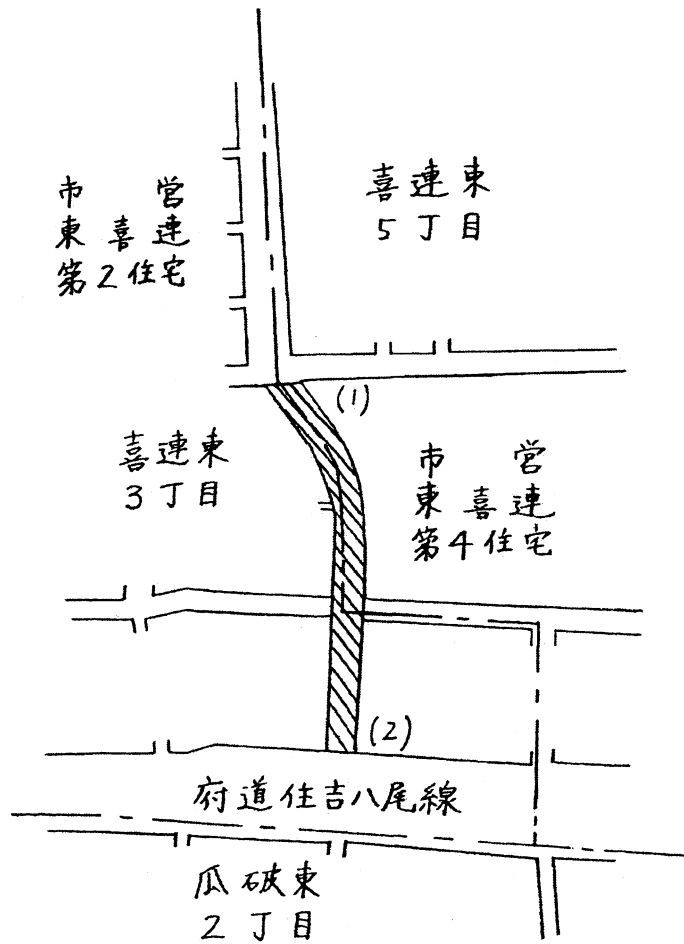 市営
東喜連
第2住宅
喜連東
5丁目
(1)
喜連東
3丁目
市営
東喜連
第4住宅
(2)
府道住吉八尾線
瓜破東
2丁目